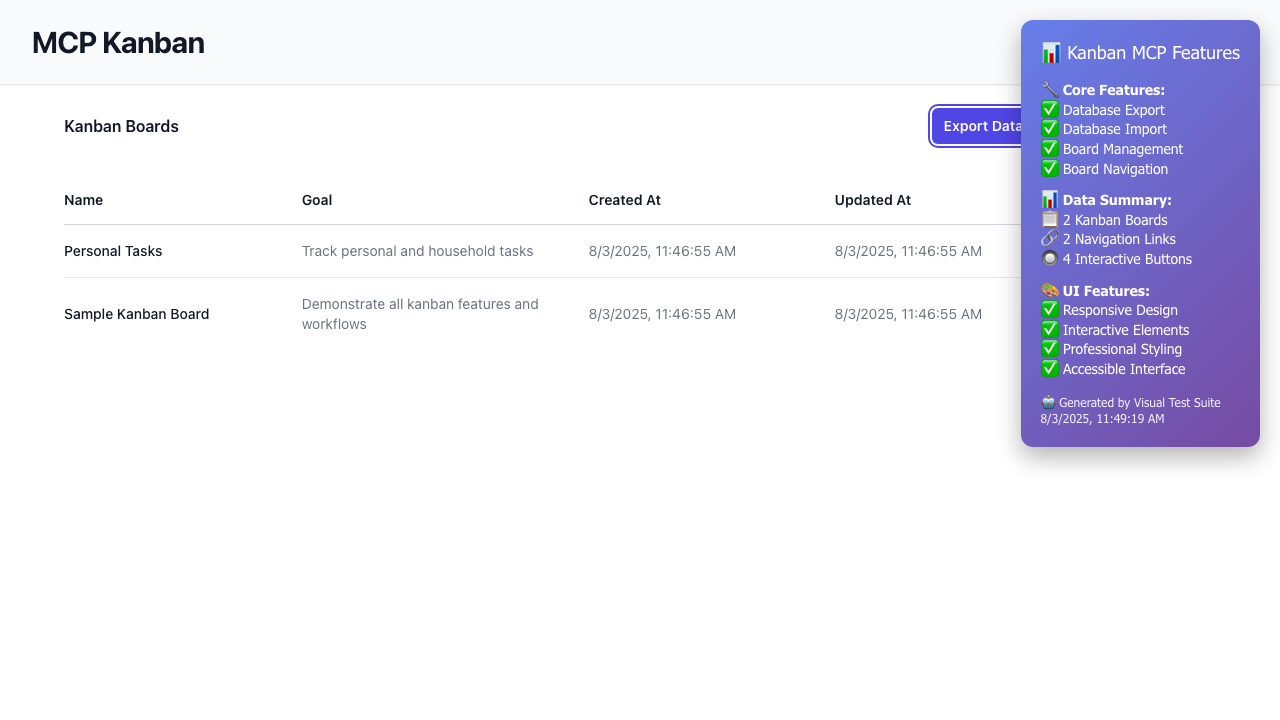 MCP Kanban
Kanban Boards
Export Data
Name Goal Created At Updated At
Personal Tasks Track personal and household tasks 8/3/2025, 11:46:55 AM 8/3/2025, 11:46:55 AM
Sample Kanban Board Demonstrate all kanban features and workflows 8/3/2025, 11:46:55 AM 8/3/2025, 11:46:55 AM
📊 Kanban MCP Features
🔧 Core Features:
✅ Database Export
✅ Database Import
✅ Board Management
✅ Board Navigation
📊 Data Summary:
📋 2 Kanban Boards
🔗 2 Navigation Links
🔘 4 Interactive Buttons
🎨 UI Features:
✅ Responsive Design
✅ Interactive Elements
✅ Professional Styling
✅ Accessible Interface
🤖 Generated by Visual Test Suite
8/3/2025, 11:49:19 AM